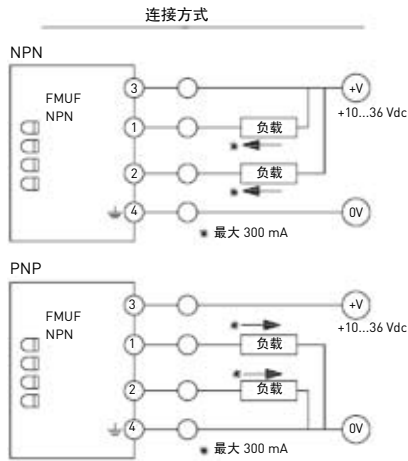 连接方式
NPN
FMUF
NPN
3
+V
+10...36 Vdc
1
负载
*
2
负载
*
4
0V
* 最大 300 mA
PNP
FMUF
NPN
3
+V
+10...36 Vdc
*
1
负载
*
2
负载
4
0V
* 最大 300 mA